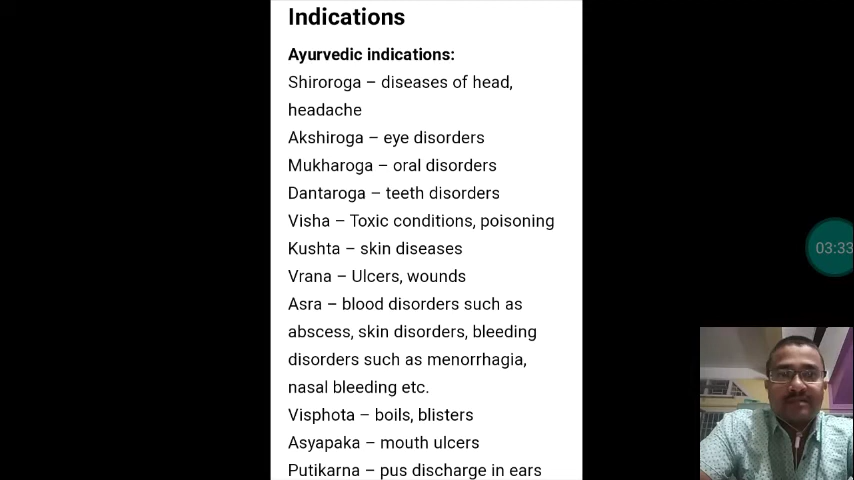 Indications
Ayurvedic indications:
Shiroroga – diseases of head,
headache
Akshiroga – eye disorders
Mukharoga – oral disorders
Dantaroga – teeth disorders
Visha – Toxic conditions, poisoning
Kushta – skin diseases
Vrana – Ulcers, wounds
Asra – blood disorders such as
abscess, skin disorders, bleeding
disorders such as menorrhagia,
nasal bleeding etc.
Visphota – boils, blisters
Asyapaka – mouth ulcers
Putikarna – pus discharge in ears
03:33